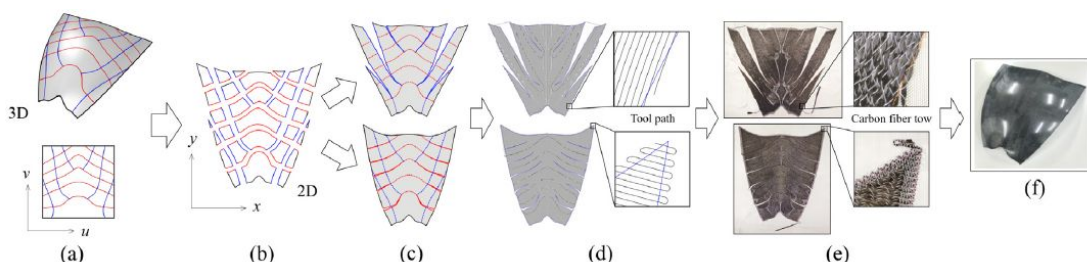 3D
v
u
(a)
y
x
2D
(b)
(c)
Tool path
(d)
Carbon fiber tow
(e)
(f)